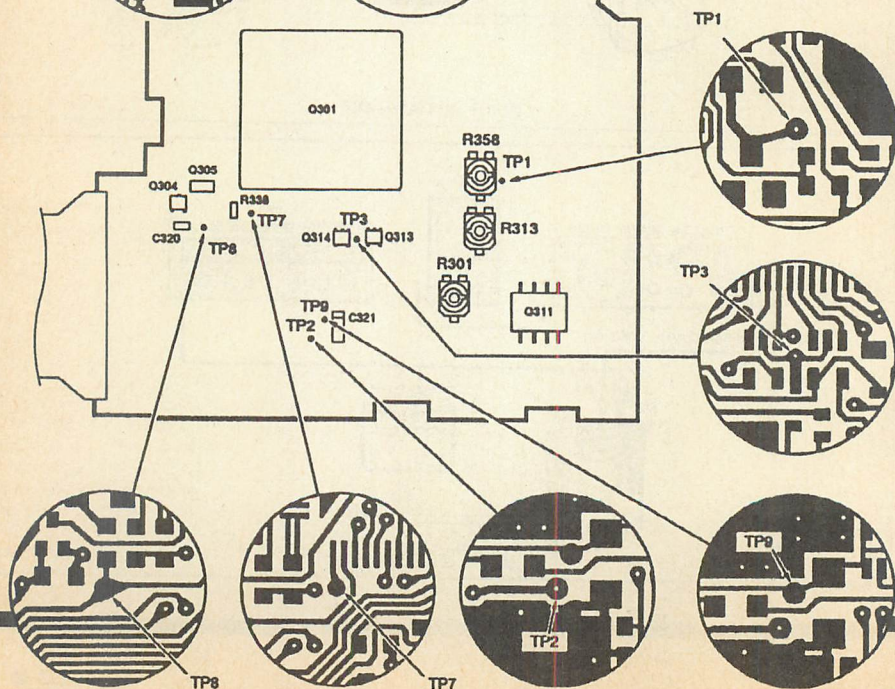 TP1
Q301
R358
TP1
Q305
Q304
R338
TP7
C320
TP8
TP3
Q314
Q313
R313
TP3
R301
Q311
TP9
C321
TP2
TP9
TP2
TP8
TP7